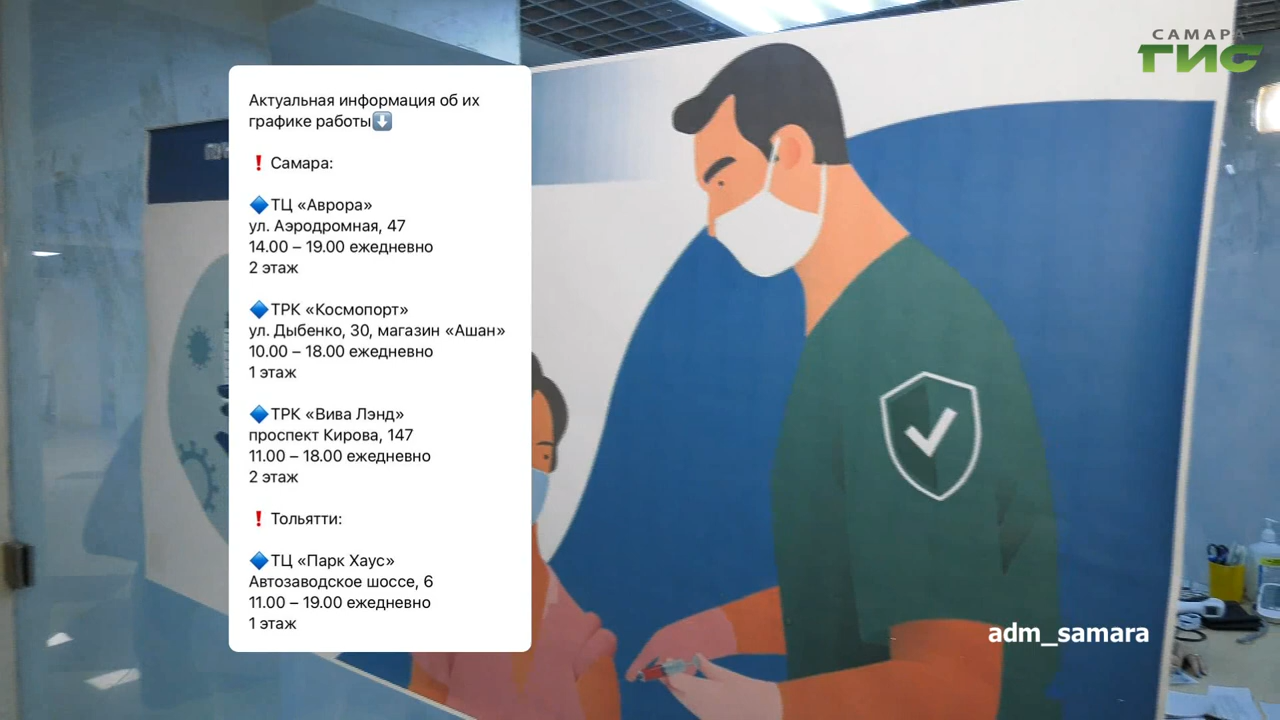 САМАРА
ГИС
Актуальная информация об их
графике работы⬇️
❗ Самара:
🔷ТЦ «Аврора»
ул. Аэродромная, 47
14.00 – 19.00 ежедневно
2 этаж
🔷ТРК «Космопорт»
ул. Дыбенко, 30, магазин «Ашан»
10.00 – 18.00 ежедневно
1 этаж
🔷ТРК «Вива Лэнд»
проспект Кирова, 147
11.00 – 18.00 ежедневно
2 этаж
❗ Тольятти:
🔷ТЦ «Парк Хаус»
Автозаводское шоссе, 6
11.00 – 19.00 ежедневно
1 этаж
adm_samara